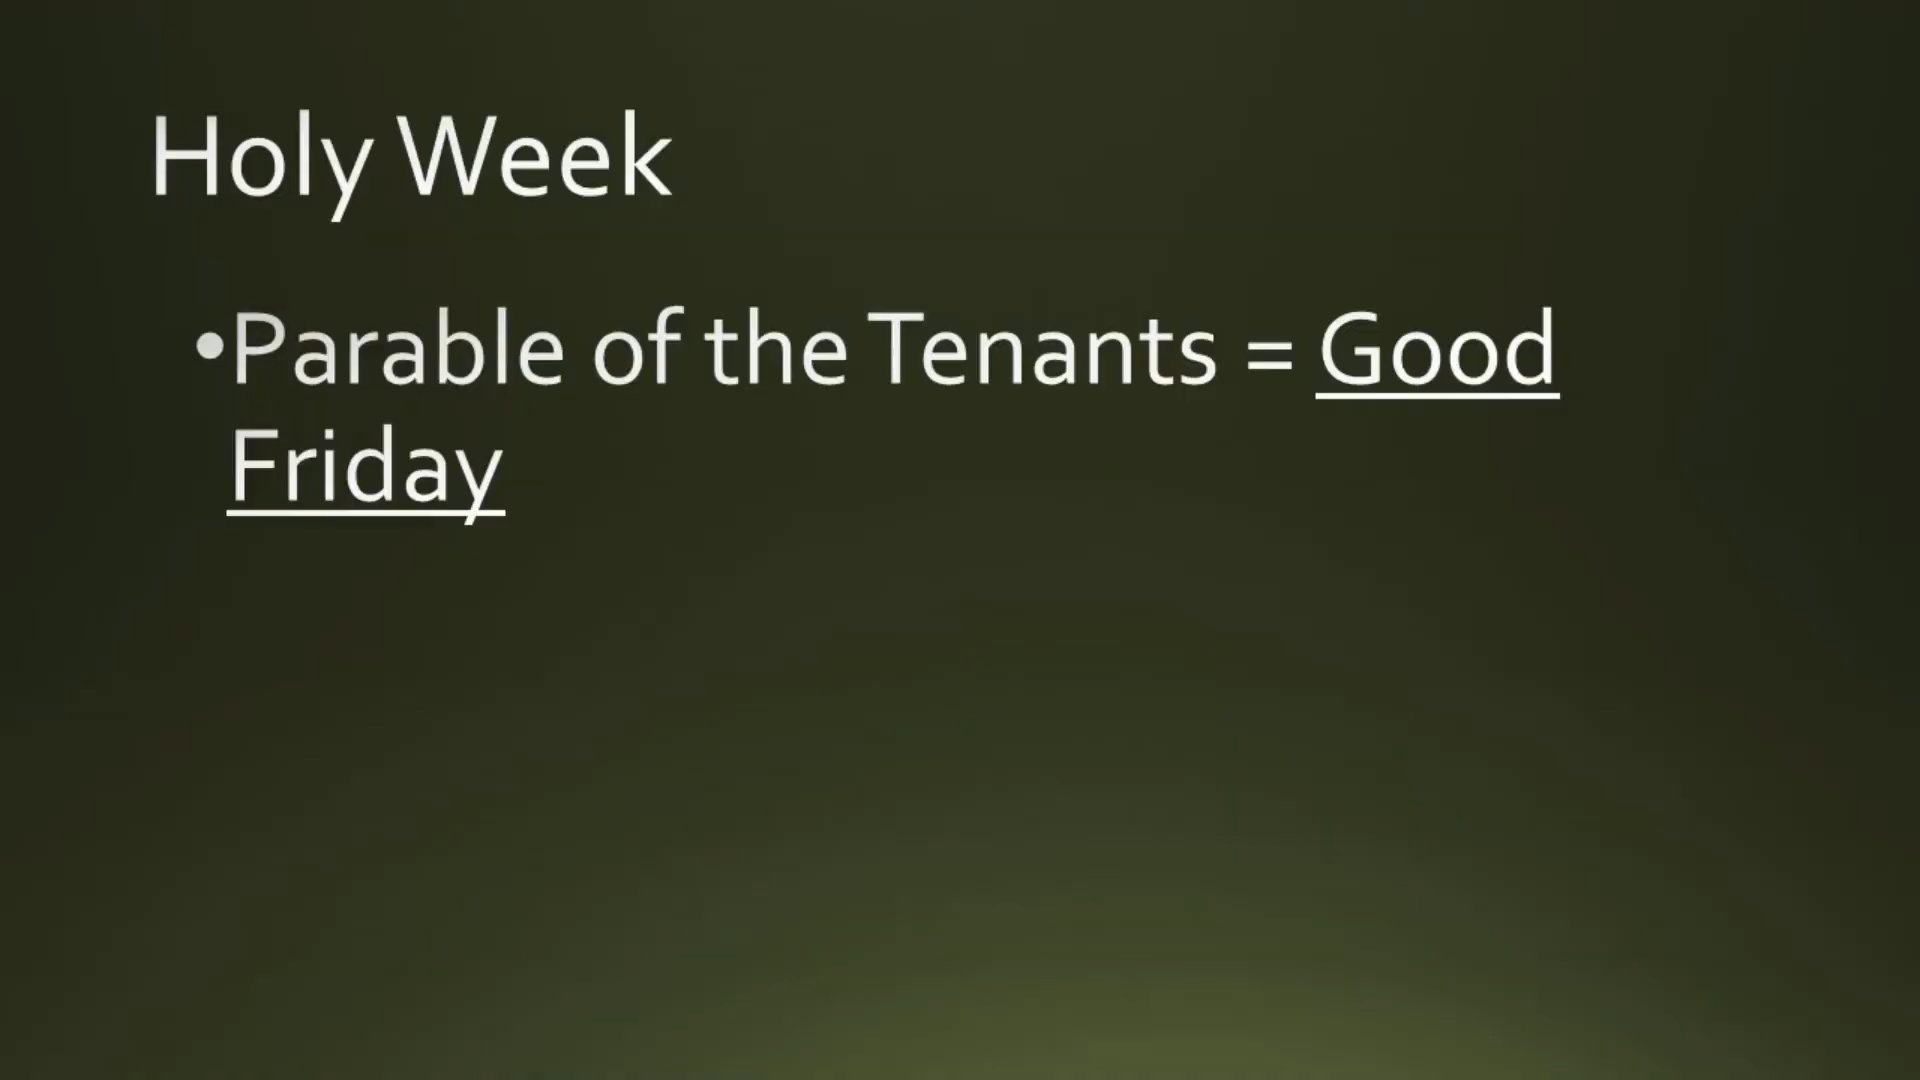 Holy Week
•Parable of the Tenants = Good
Friday